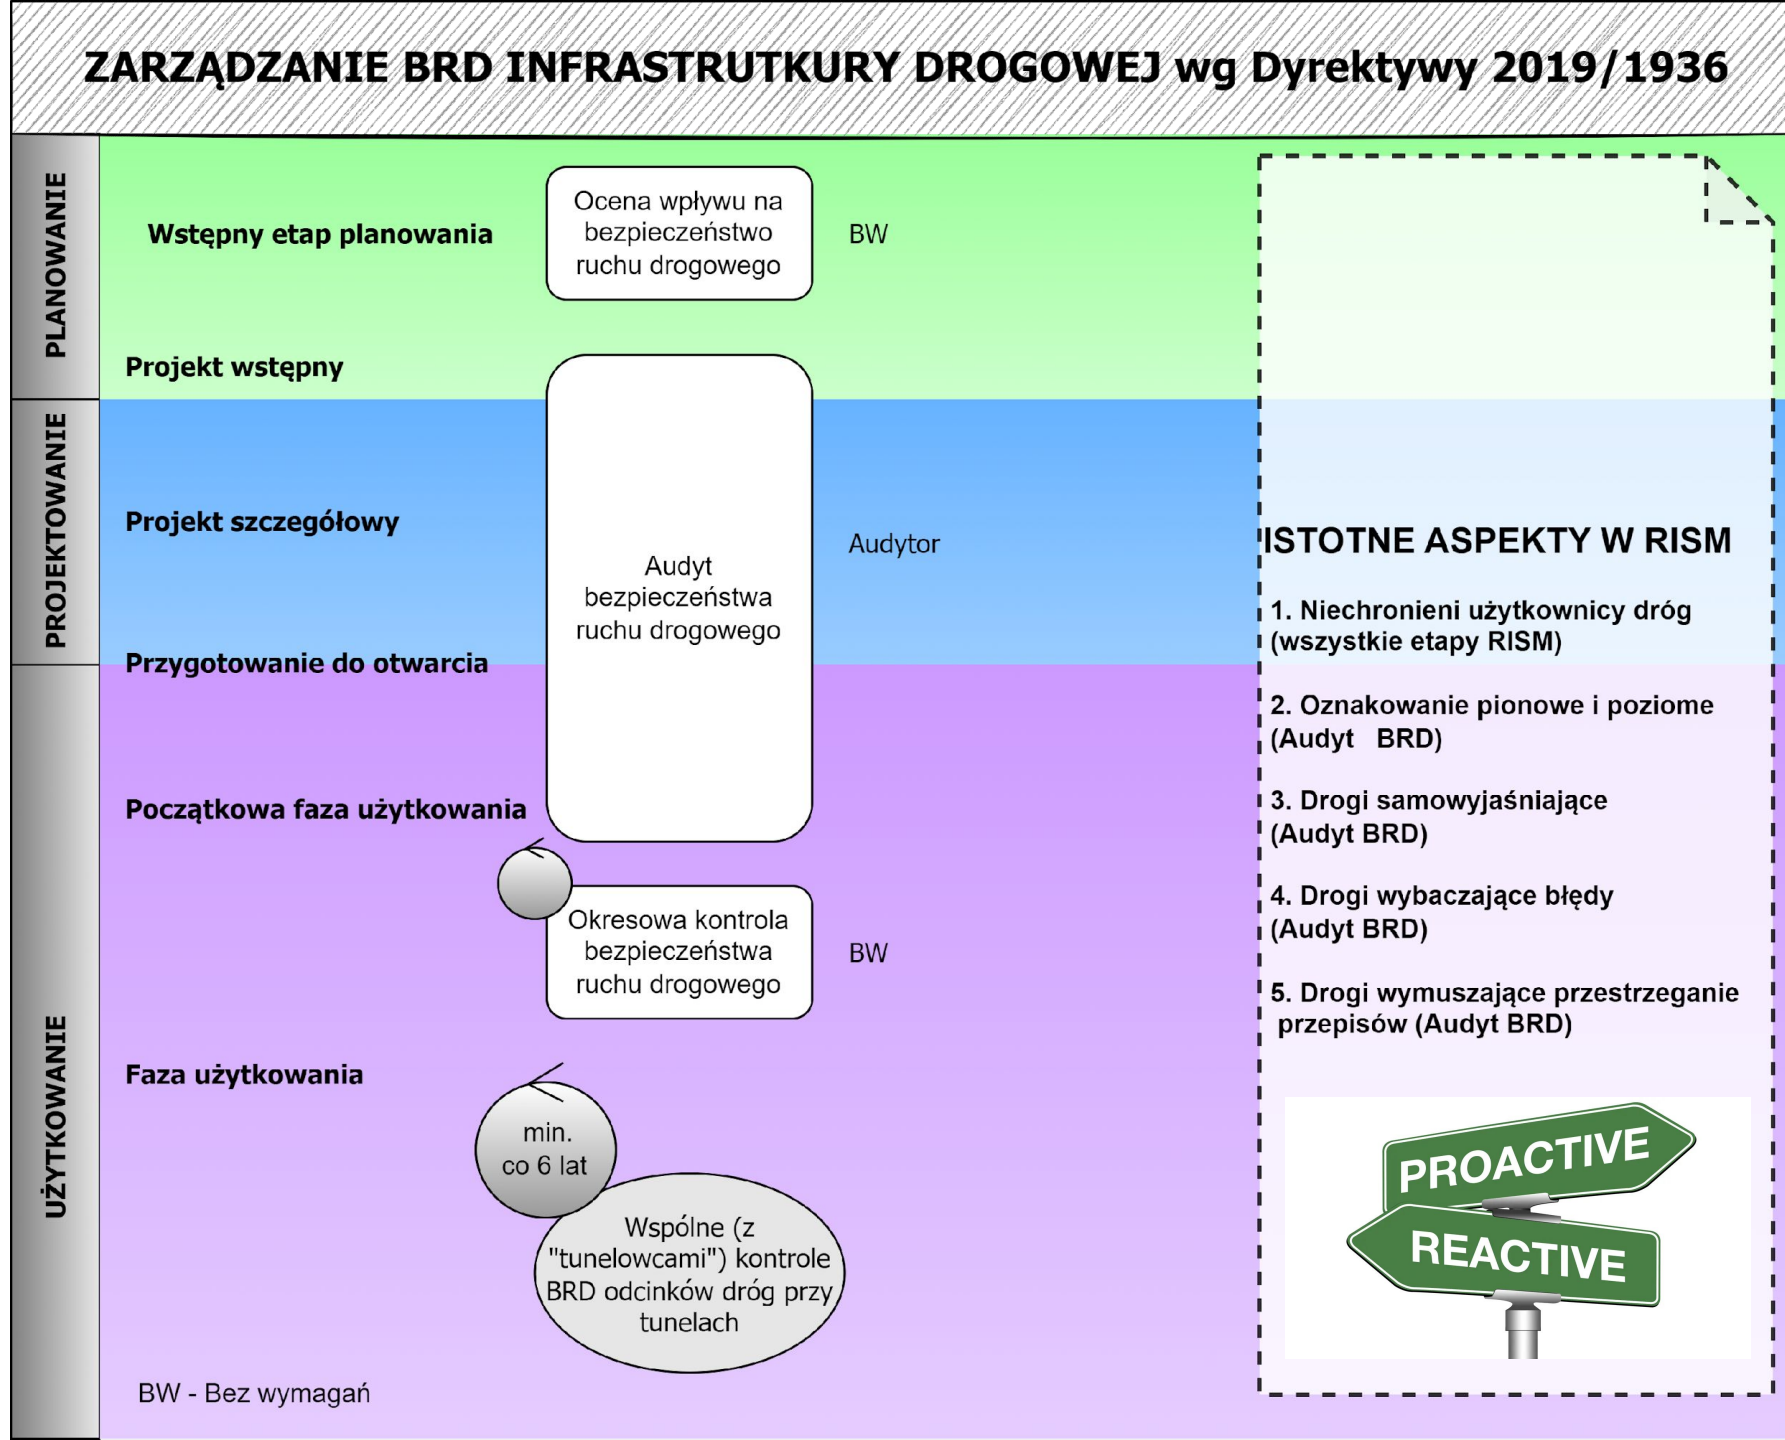 ZARZĄDZANIE BRD INFRASTRUTKURY DROGOWEJ wg Dyrektywy 2019/1936
PLANOWANIE
Wstępny etap planowania
Ocena wpływu na
bezpieczeństwo
ruchu drogowego
BW
Projekt wstępny
PROJEKTOWANIE
Projekt szczegółowy
Audyt
bezpieczeństwa
ruchu drogowego
Audytor
Przygotowanie do otwarcia
UŻYTKOWANIE
Początkowa faza użytkowania
Okresowa kontrola
bezpieczeństwa
ruchu drogowego
BW
Faza użytkowania
min.
co 6 lat
Wspólne (z
"tunelowcami") kontrole
BRD odcinków dróg przy
tunelach
BW - Bez wymagań
ISTOTNE ASPEKTY W RISM
1. Niechronieni użytkownicy dróg
(wszystkie etapy RISM)
2. Oznakowanie pionowe i poziome
(Audyt BRD)
3. Drogi samowyjaśniające
(Audyt BRD)
4. Drogi wybaczające błędy
(Audyt BRD)
5. Drogi wymuszające przestrzeganie
przepisów (Audyt BRD)
PROACTIVE
REACTIVE